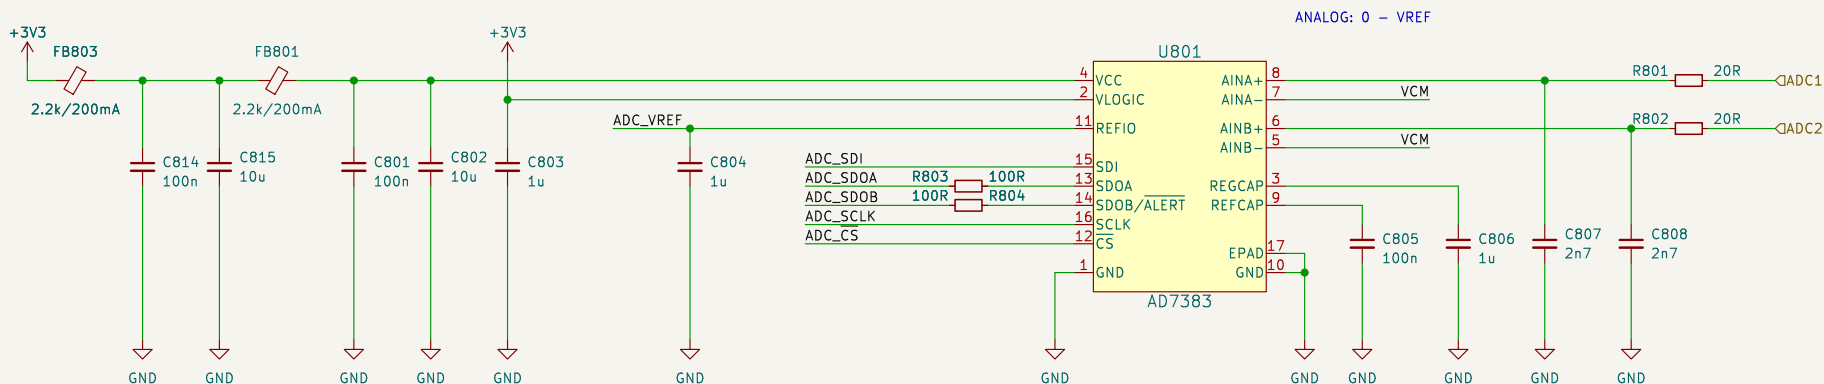 ANALOG: 0 - VREF
+3V3
+3V3
FB803
2.2k/200mA
FB801
2.2k/200mA
C814
100n
C815
10u
C801
100n
C802
10u
C803
1u
ADC_VREF
C804
1u
ADC_SDI
ADC_SDOA
ADC_SDOB
ADC_SCLK
ADC_CS
R803 100R
100R R804
U801
4 VCC
2 VLOGIC
11 REFIO
15 SDI
13 SDOA
14 SDOB/ALERT
16 SCLK
12 CS
1 GND
AINA+ 8
AINA- 7
AINB+ 6
AINB- 5
REGCAP 3
REFCAP 9
EPAD 17
GND 10
AD7383
VCM
VCM
R801 20R
ADC1
R802 20R
ADC2
C805
100n
C806
1u
C807
2n7
C808
2n7
GND
GND
GND
GND
GND
GND
GND
GND
GND
GND
GND
GND